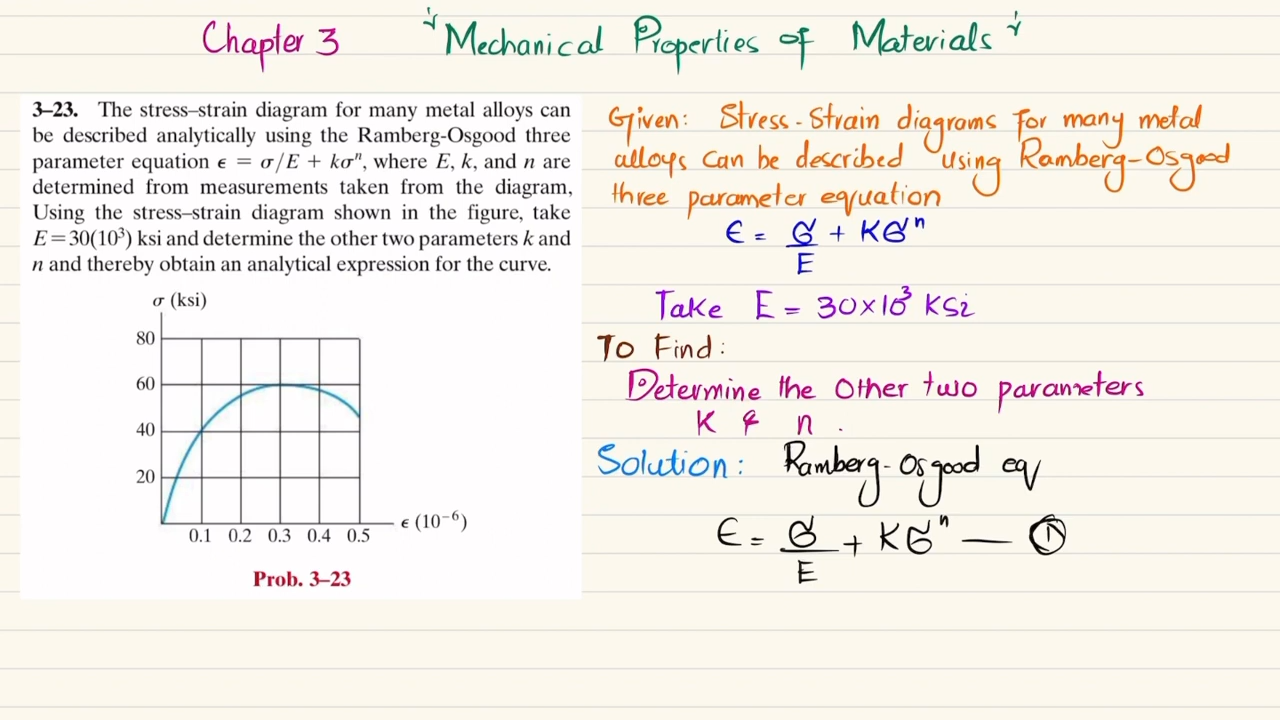 Chapter 3 "Mechanical Properties of Materials"
3–23. The stress–strain diagram for many metal alloys can
be described analytically using the Ramberg-Osgood three
parameter equation ϵ = σ/E + kσⁿ, where E, k, and n are
determined from measurements taken from the diagram,
Using the stress–strain diagram shown in the figure, take
E=30(10³) ksi and determine the other two parameters k and
n and thereby obtain an analytical expression for the curve.
σ (ksi)
80
60
40
20
0.1 0.2 0.3 0.4 0.5
ϵ (10⁻⁶)
Prob. 3–23
Given: Stress-Strain diagrams for many metal
alloys can be described using Ramberg-Osgood
three parameter equation
ϵ = σ/E + Kσⁿ
Take E = 30×10³ Ksi
To Find:
Determine the other two parameters
K & n .
Solution: Ramberg-Osgood eq
ϵ = σ/E + Kσⁿ — ①